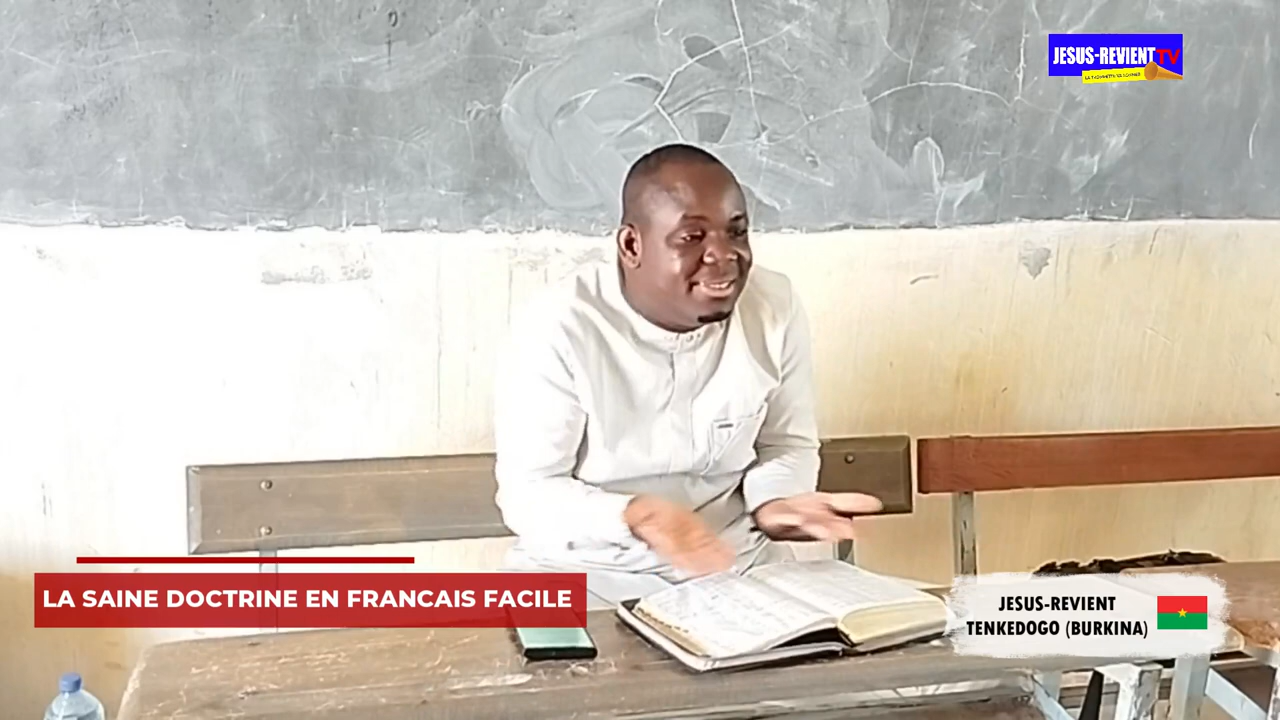 JESUS-REVIENT TV
LA SAINE DOCTRINE EN FRANCAIS FACILE
JESUS-REVIENT
TENKEDOGO (BURKINA)